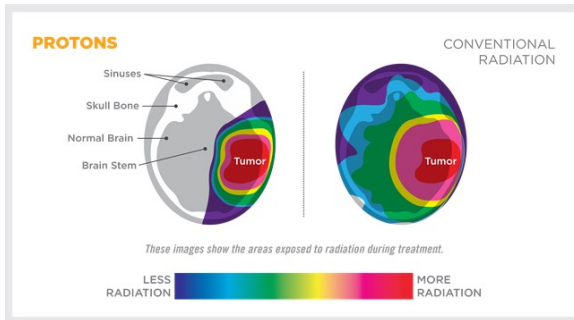 PROTONS
CONVENTIONAL
RADIATION
Sinuses
Skull Bone
Normal Brain
Brain Stem
Tumor
Tumor
These images show the areas exposed to radiation during treatment.
LESS
RADIATION
MORE
RADIATION